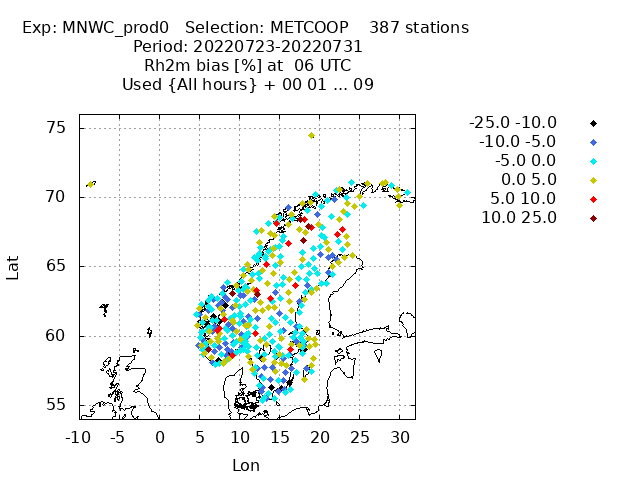 Exp: MNWC_prod0   Selection: METCOOP    387 stations
Period: 20220723-20220731
Rh2m bias [%] at  06 UTC
Used {All hours} + 00 01 ... 09
-25.0 -10.0
-10.0 -5.0
-5.0 0.0
0.0 5.0
5.0 10.0
10.0 25.0
75
70
65
60
55
Lat
-10 -5 0 5 10 15 20 25 30
Lon